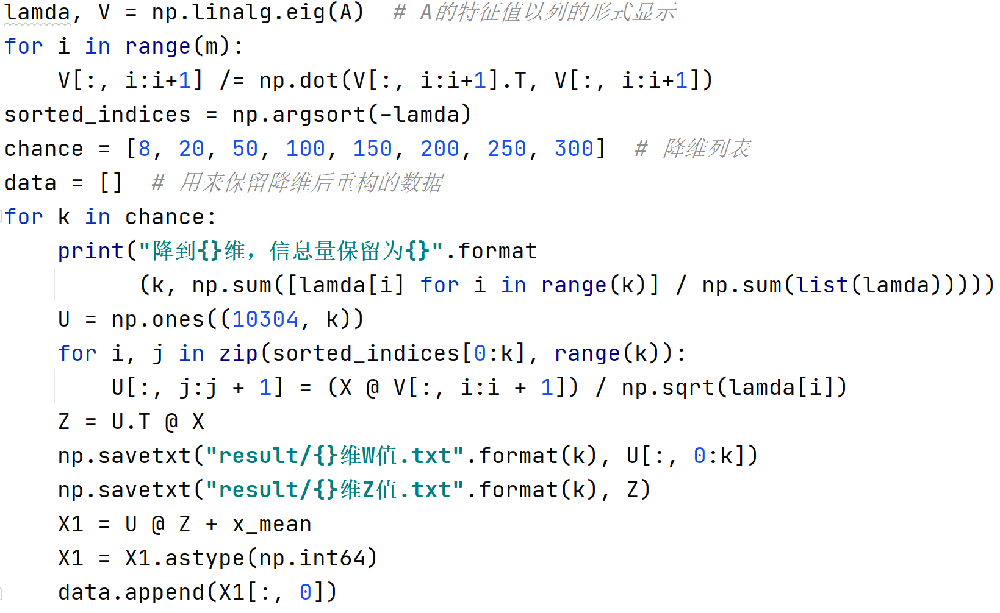 lamda, V = np.linalg.eig(A)  # A的特征值以列的形式显示
for i in range(m):
    V[:, i:i+1] /= np.dot(V[:, i:i+1].T, V[:, i:i+1])
sorted_indices = np.argsort(-lamda)
chance = [8, 20, 50, 100, 150, 200, 250, 300]  # 降维列表
data = []  # 用来保留降维后重构的数据
for k in chance:
    print("降到{}维，信息量保留为{}".format
          (k, np.sum([lamda[i] for i in range(k)] / np.sum(list(lamda)))))
    U = np.ones((10304, k))
    for i, j in zip(sorted_indices[0:k], range(k)):
        U[:, j:j + 1] = (X @ V[:, i:i + 1]) / np.sqrt(lamda[i])
    Z = U.T @ X
    np.savetxt("result/{}维W值.txt".format(k), U[:, 0:k])
    np.savetxt("result/{}维Z值.txt".format(k), Z)
    X1 = U @ Z + x_mean
    X1 = X1.astype(np.int64)
    data.append(X1[:, 0])